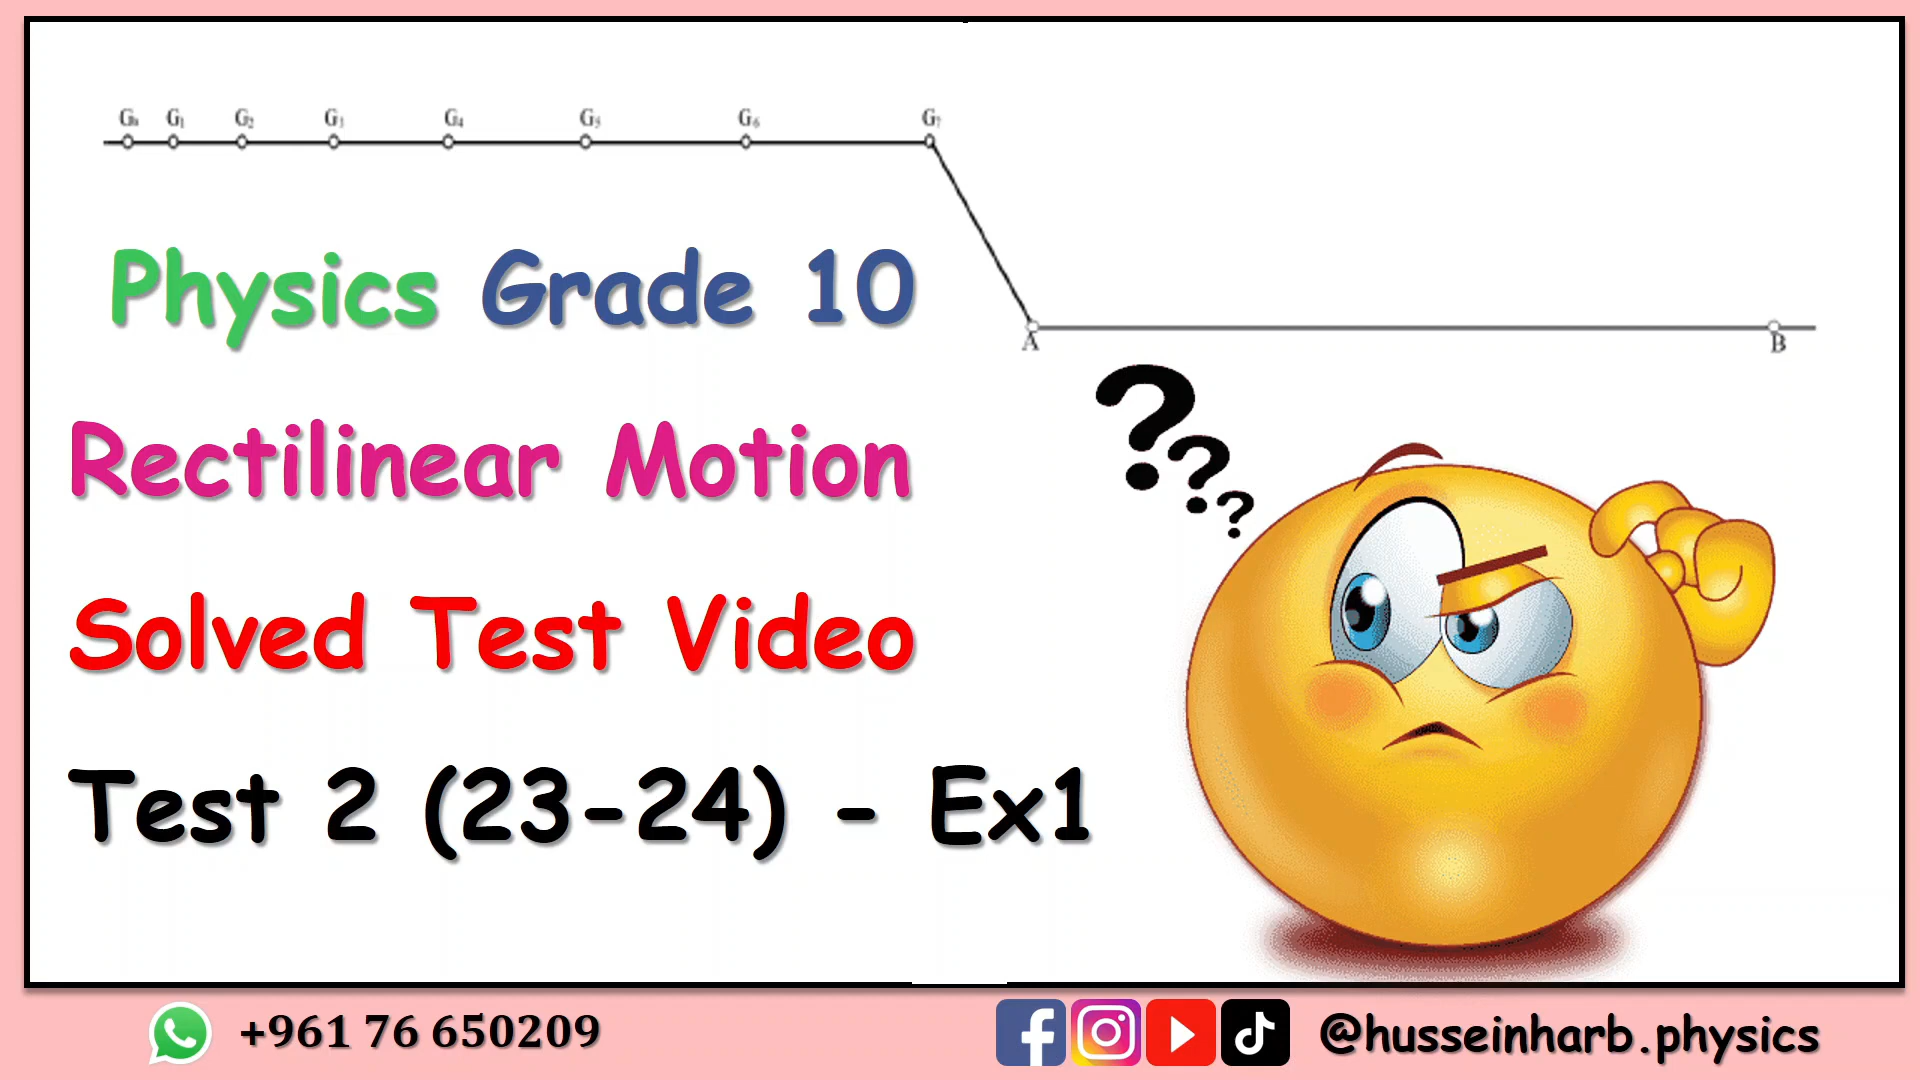 G₀ G₁ G₂ G₃ G₄ G₅ G₆ G₇
Physics Grade 10
A B
Rectilinear Motion
???
Solved Test Video
Test 2 (23-24) - Ex1
+961 76 650209
@husseinharb.physics